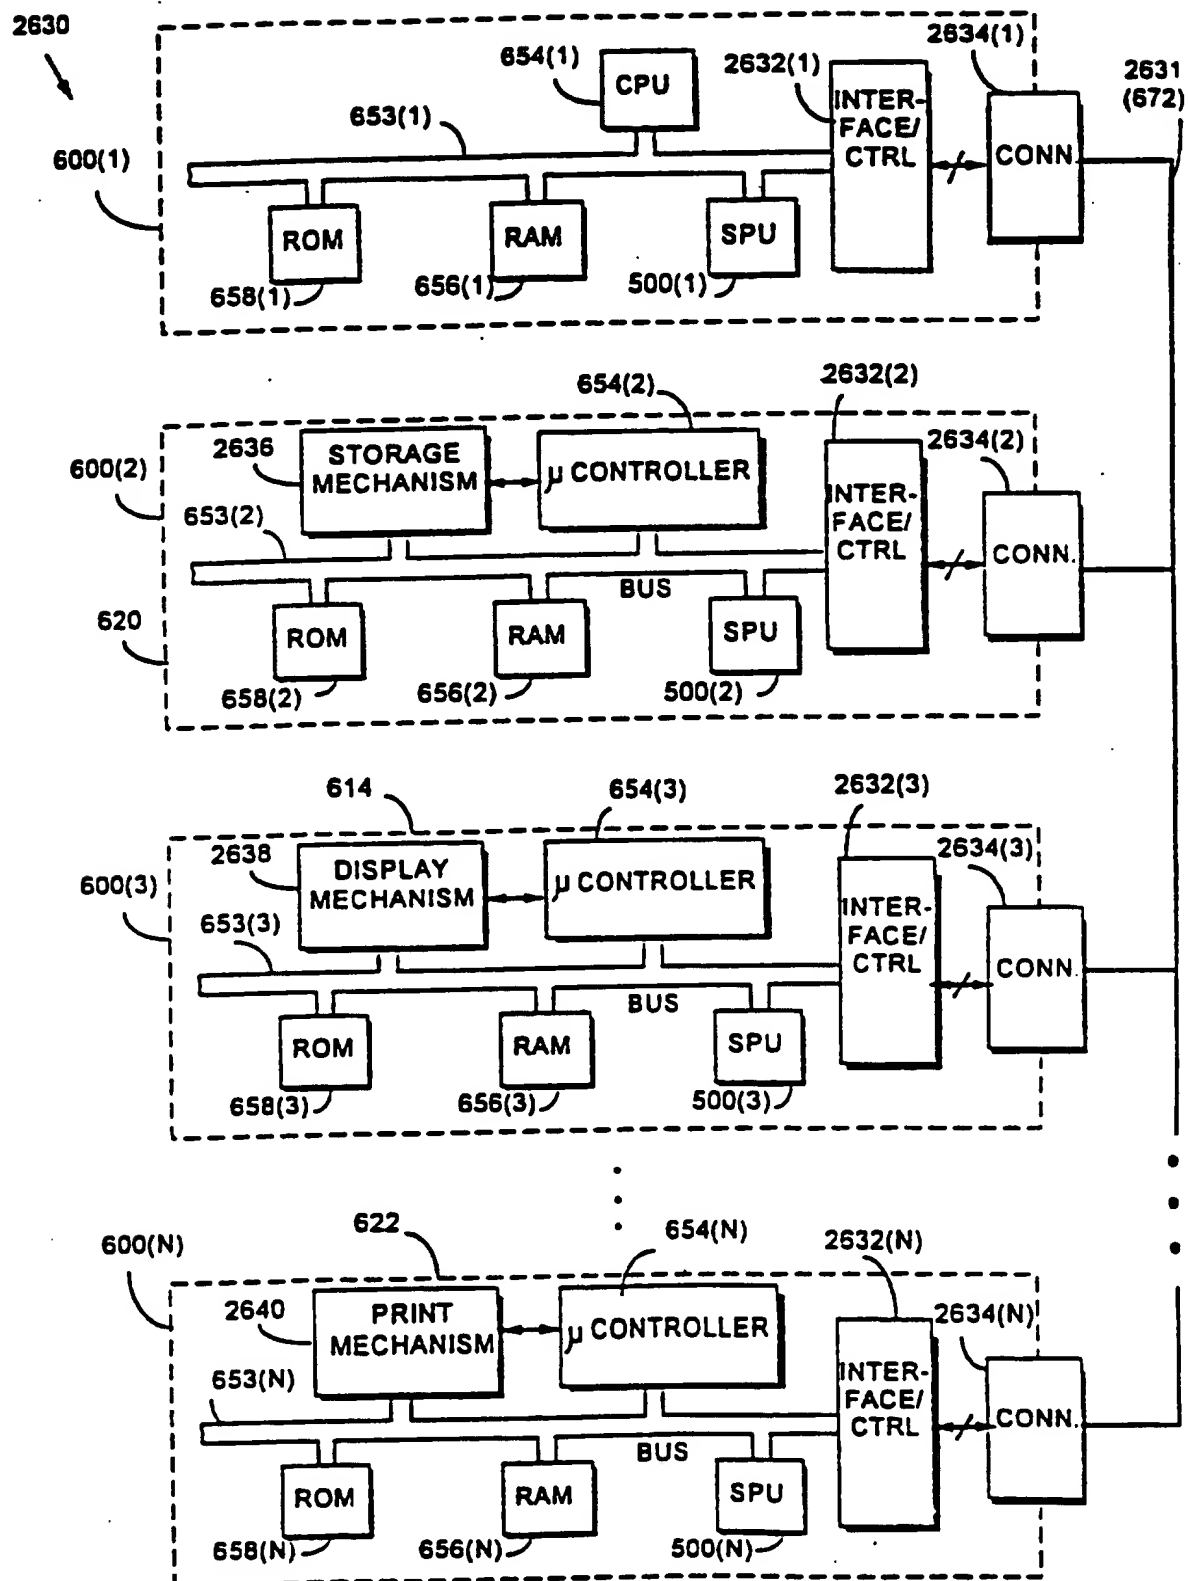 2630
2634(1)
654(1)
2632(1)
2631
(672)
CPU
INTER-
FACE/
CTRL
653(1)
600(1)
CONN.
ROM
RAM
SPU
658(1)
656(1)
500(1)
654(2)
2632(2)
2634(2)
2636
STORAGE
MECHANISM
µ CONTROLLER
600(2)
INTER-
FACE/
CTRL
653(2)
CONN.
BUS
620
ROM
RAM
SPU
658(2)
656(2)
500(2)
614
654(3)
2632(3)
2634(3)
2638
DISPLAY
MECHANISM
µ CONTROLLER
600(3)
INTER-
FACE/
CTRL
653(3)
CONN.
BUS
ROM
RAM
SPU
658(3)
656(3)
500(3)
622
654(N)
2632(N)
600(N)
2634(N)
2640
PRINT
MECHANISM
µ CONTROLLER
INTER-
FACE/
CTRL
653(N)
CONN.
BUS
ROM
RAM
SPU
658(N)
656(N)
500(N)